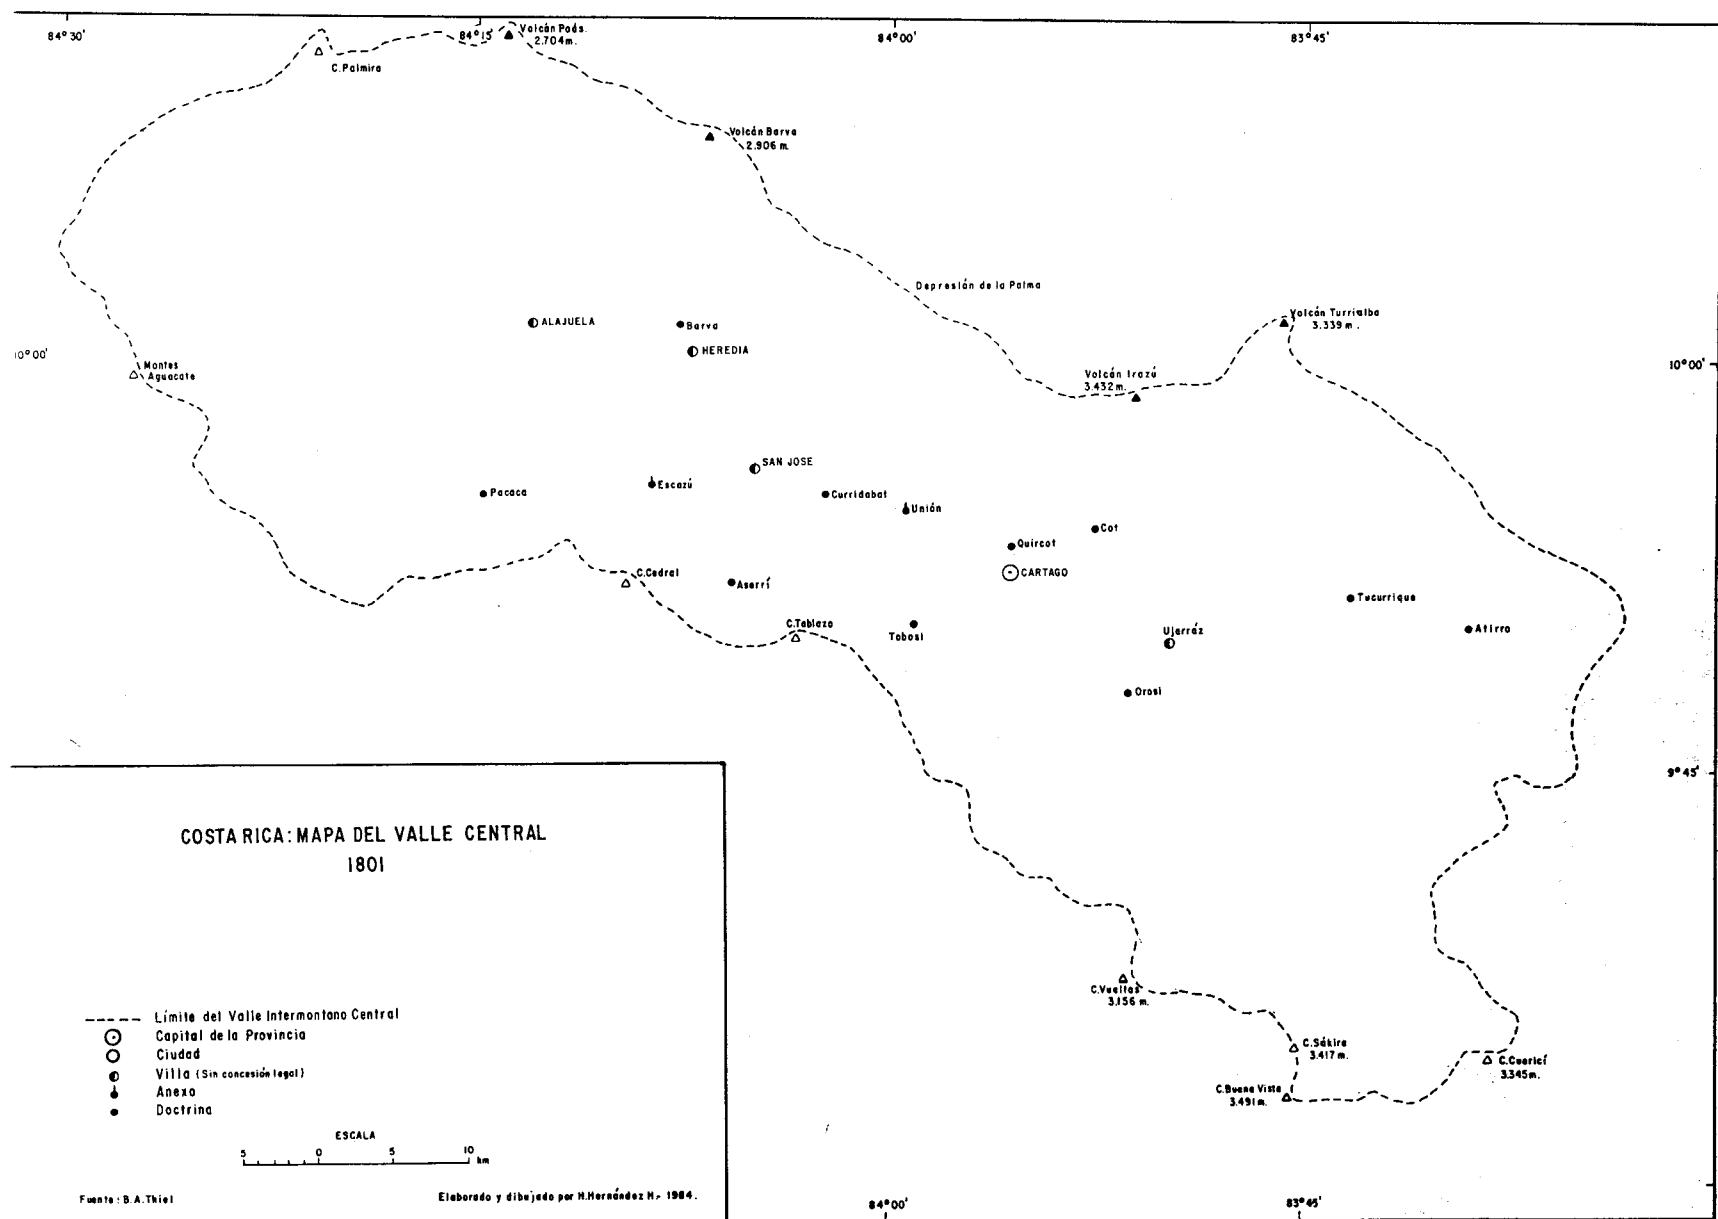 84°30'
84°15'
84°00'
83°45'
Volcán Poás.
2.704m.
C.Palmira
Volcán Barva
2.906 m.
Depresión de la Palma
Volcán Turrialba
3.339 m.
ALAJUELA
Barva
HEREDIA
10°00'
10°00'
Montes
Aguacate
Volcán Irazú
3.432 m.
SAN JOSE
Pacaca
Escazú
Curridabat
Unión
Cot
Quircot
CARTAGO
C.Cedral
Aserrí
Tucurrique
C.Tablazo
Tobosi
Ujarráz
Atirro
Orosi
9°45'
COSTA RICA: MAPA DEL VALLE CENTRAL
1801
C.Vueltas
3.156 m.
Límite del Valle Intermontano Central
Capital de la Provincia
Ciudad
Villa (Sin concesión legal)
Anexo
Doctrina
C.Sákira
3.417 m.
C.Cuericí
3.345m.
C.Buena Vista
3.491m.
ESCALA
5 0 5 10
km
Fuente: B.A.Thiel
Elaborado y dibujado por H.Hernández H.- 1984.
84°00'
83°45'